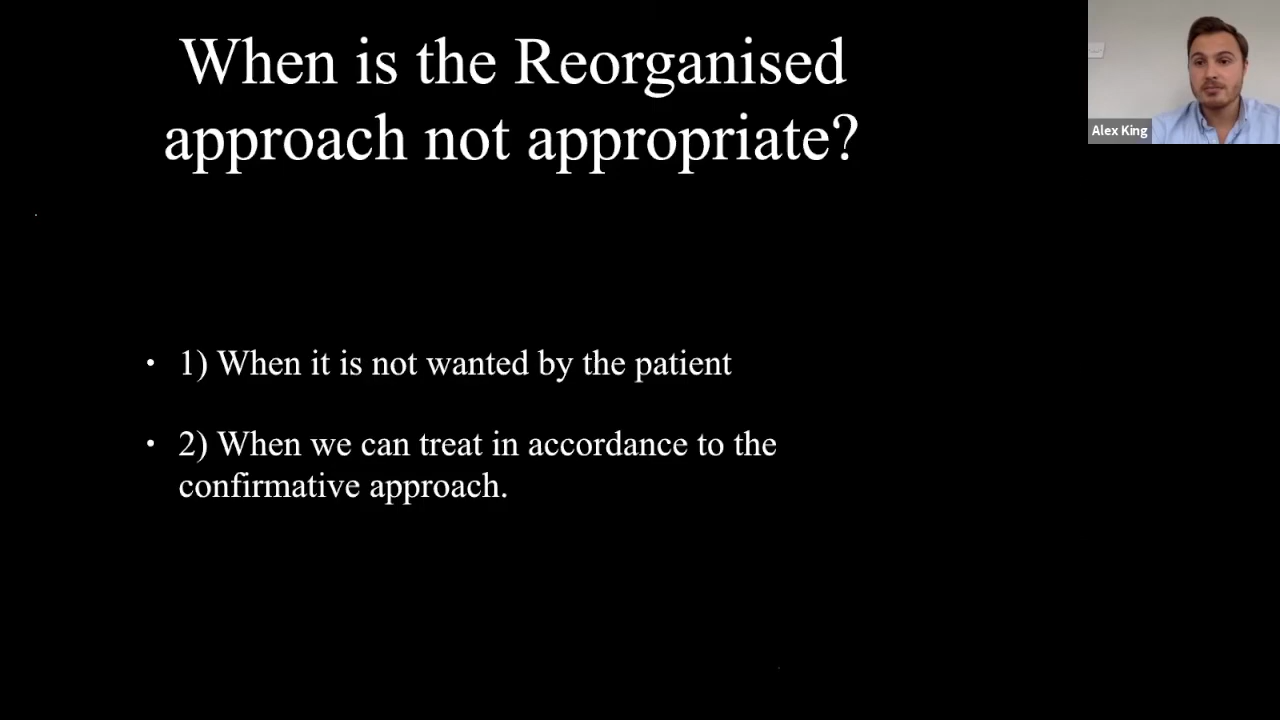 When is the Reorganised
approach not appropriate?
Alex King
• 1) When it is not wanted by the patient
• 2) When we can treat in accordance to the
confirmative approach.